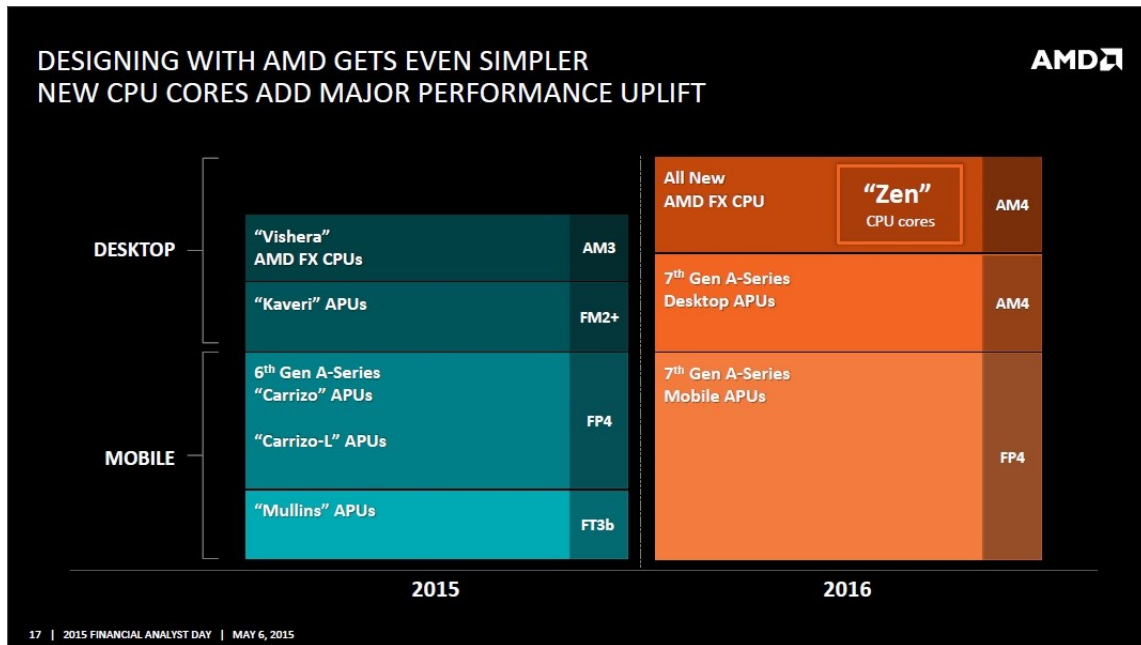 DESIGNING WITH AMD GETS EVEN SIMPLER
NEW CPU CORES ADD MAJOR PERFORMANCE UPLIFT
AMD
DESKTOP
"Vishera"
AMD FX CPUs
AM3
"Kaveri" APUs
FM2+
MOBILE
6th Gen A-Series
"Carrizo" APUs
"Carrizo-L" APUs
FP4
"Mullins" APUs
FT3b
2015
All New
AMD FX CPU
"Zen"
CPU cores
AM4
7th Gen A-Series
Desktop APUs
AM4
7th Gen A-Series
Mobile APUs
FP4
2016
17 | 2015 FINANCIAL ANALYST DAY | MAY 6, 2015